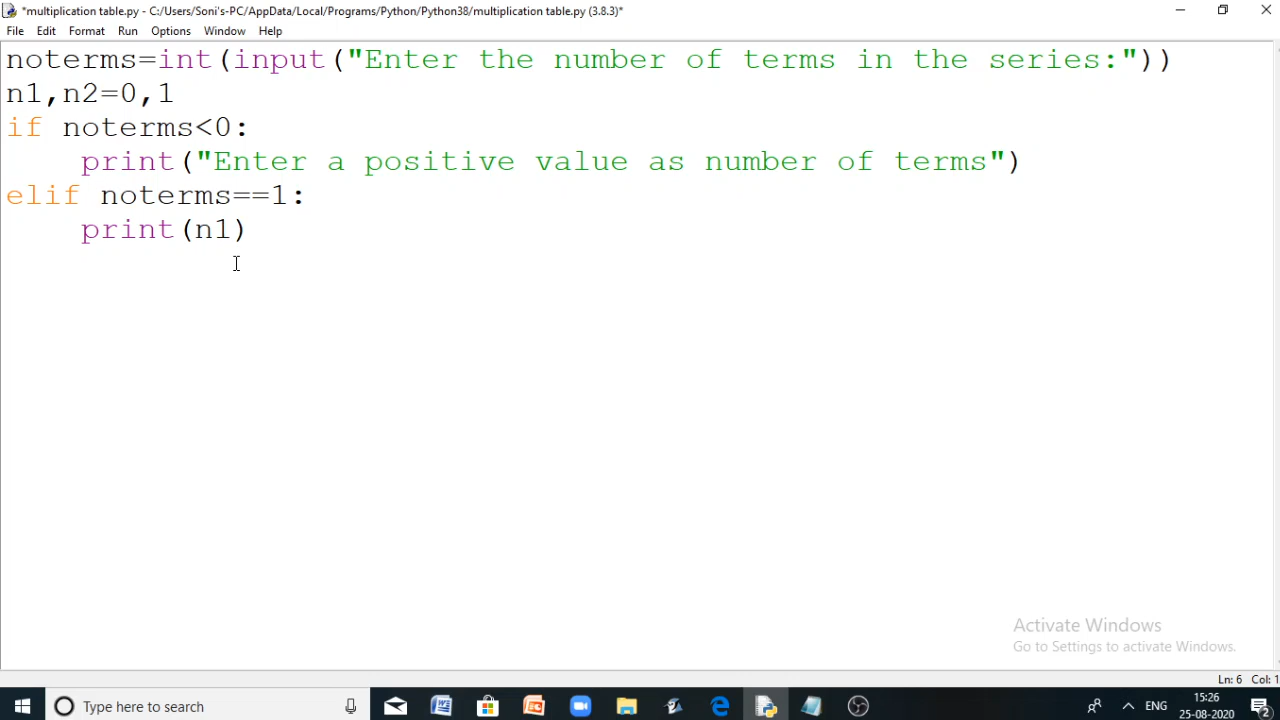 *multiplication table.py - C:/Users/Soni's-PC/AppData/Local/Programs/Python/Python38/multiplication table.py (3.8.3)*
File Edit Format Run Options Window Help
noterms=int(input("Enter the number of terms in the series:"))
n1,n2=0,1
if noterms<0:
    print("Enter a positive value as number of terms")
elif noterms==1:
    print(n1)
Activate Windows
Go to Settings to activate Windows.
Ln: 6 Col: 1
Type here to search
ENG
15:26
25-08-2020
2